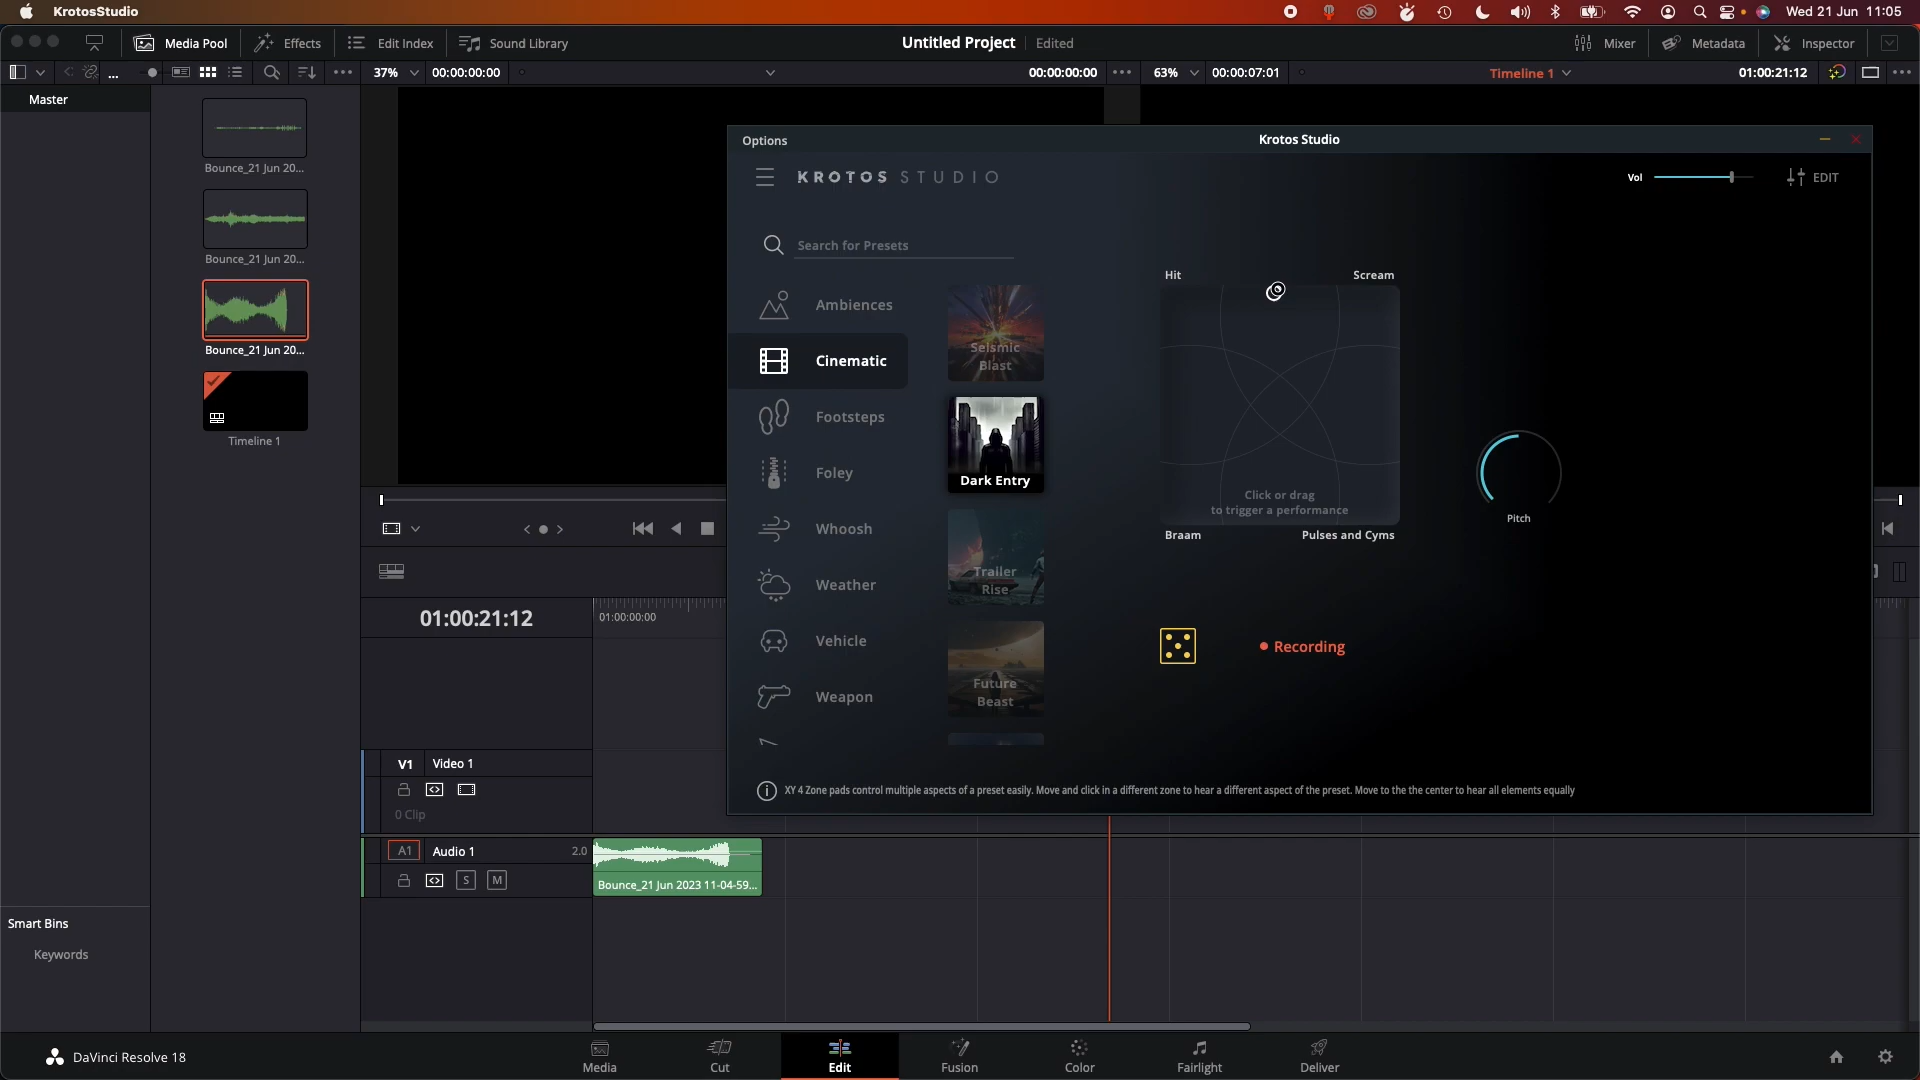 KrotosStudio
Wed 21 Jun 11:05
Media Pool
Effects
Edit Index
Sound Library
Untitled Project
Edited
Mixer
Metadata
Inspector
...
37%
00:00:00:00
00:00:00:00
63%
00:00:07:01
Timeline 1
01:00:21:12
Master
Bounce_21 Jun 20...
Bounce_21 Jun 20...
Bounce_21 Jun 20...
Timeline 1
Smart Bins
Keywords
Options
Krotos Studio
KROTOS STUDIO
Vol
EDIT
Search for Presets
Ambiences
Cinematic
Footsteps
Foley
Whoosh
Weather
Vehicle
Weapon
Seismic
Blast
Dark Entry
Trailer
Rise
Future
Beast
Hit
Scream
Click or drag
to trigger a performance
Braam
Pulses and Cyms
Pitch
Recording
XY 4 Zone pads control multiple aspects of a preset easily. Move and click in a different zone to hear a different aspect of the preset. Move to the the center to hear all elements equally
01:00:21:12
01:00:00:00
V1
Video 1
0 Clip
A1
Audio 1
2.0
S
M
Bounce_21 Jun 2023 11-04-59...
DaVinci Resolve 18
Media
Cut
Edit
Fusion
Color
Fairlight
Deliver